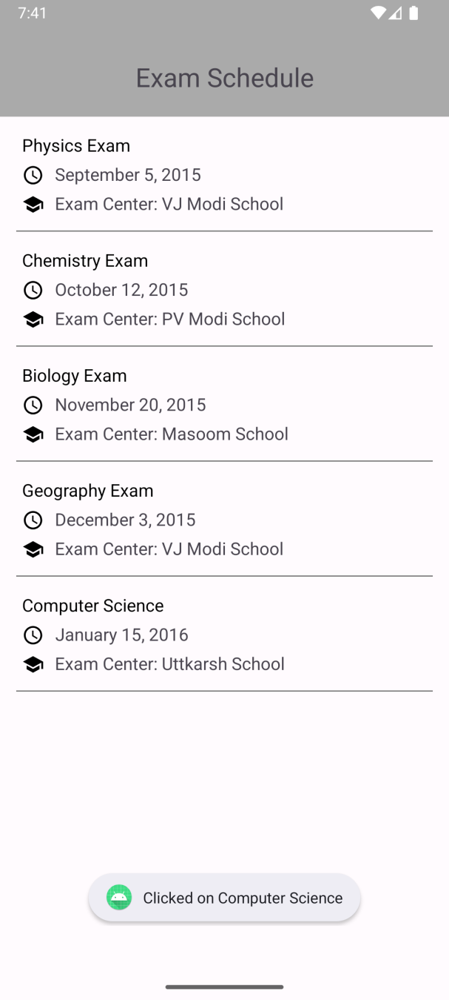 7:41
Exam Schedule
Physics Exam
September 5, 2015
Exam Center: VJ Modi School
Chemistry Exam
October 12, 2015
Exam Center: PV Modi School
Biology Exam
November 20, 2015
Exam Center: Masoom School
Geography Exam
December 3, 2015
Exam Center: VJ Modi School
Computer Science
January 15, 2016
Exam Center: Uttkarsh School
Clicked on Computer Science